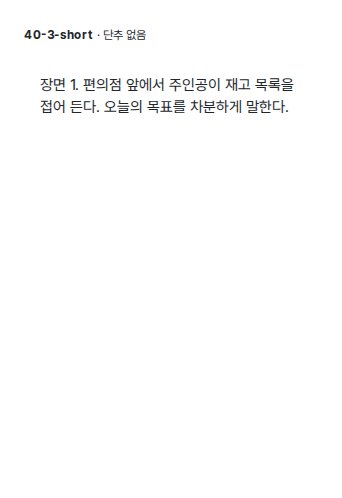 40-3-short · 단추 없음
장면 1. 편의점 앞에서 주인공이 재고 목록을
접어 든다. 오늘의 목표를 차분하게 말한다.